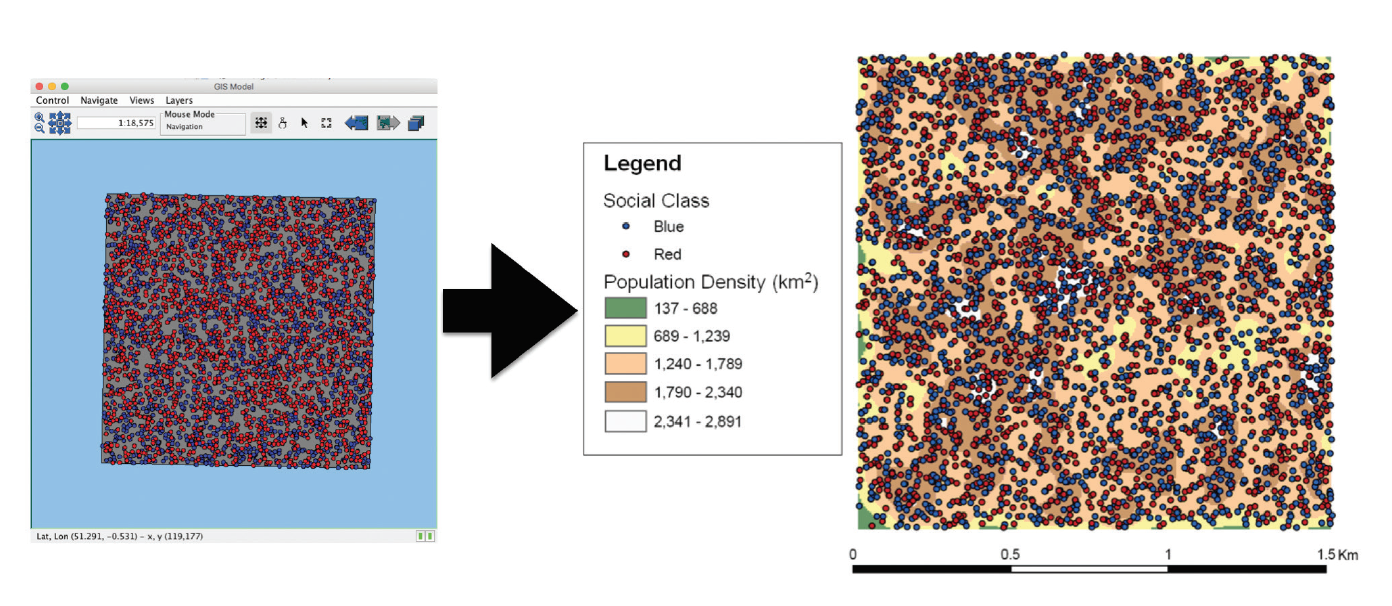 GIS Model
Control Navigate Views Layers
1:18,575
Mouse Mode
Navigation
Lat, Lon (51.291, -0.531) - x, y (119,177)
Legend
Social Class
Blue
Red
Population Density (km²)
137 - 688
689 - 1,239
1,240 - 1,789
1,790 - 2,340
2,341 - 2,891
0 0.5 1 1.5 Km